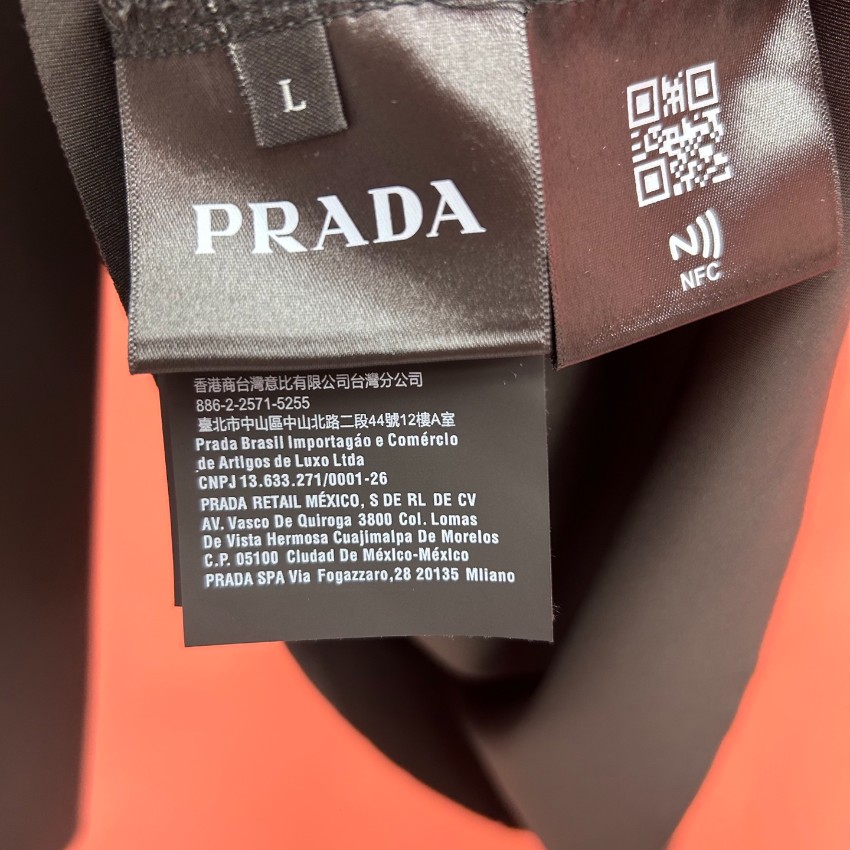 L
PRADA
NFC
香港商台灣意比有限公司台灣分公司
886-2-2571-5255
臺北市中山區中山北路二段44號12樓A室
Prada Brasil Importagáo e Comércio
de Artigos de Luxo Ltda
CNPJ 13.633.271/0001-26
PRADA RETAIL MÉXICO, S DE RL DE CV
AV. Vasco De Quiroga 3800 Col. Lomas
De Vista Hermosa Cuajimalpa De Morelos
C.P. 05100 Ciudad De México-México
PRADA SPA Via Fogazzaro,28 20135 Mliano